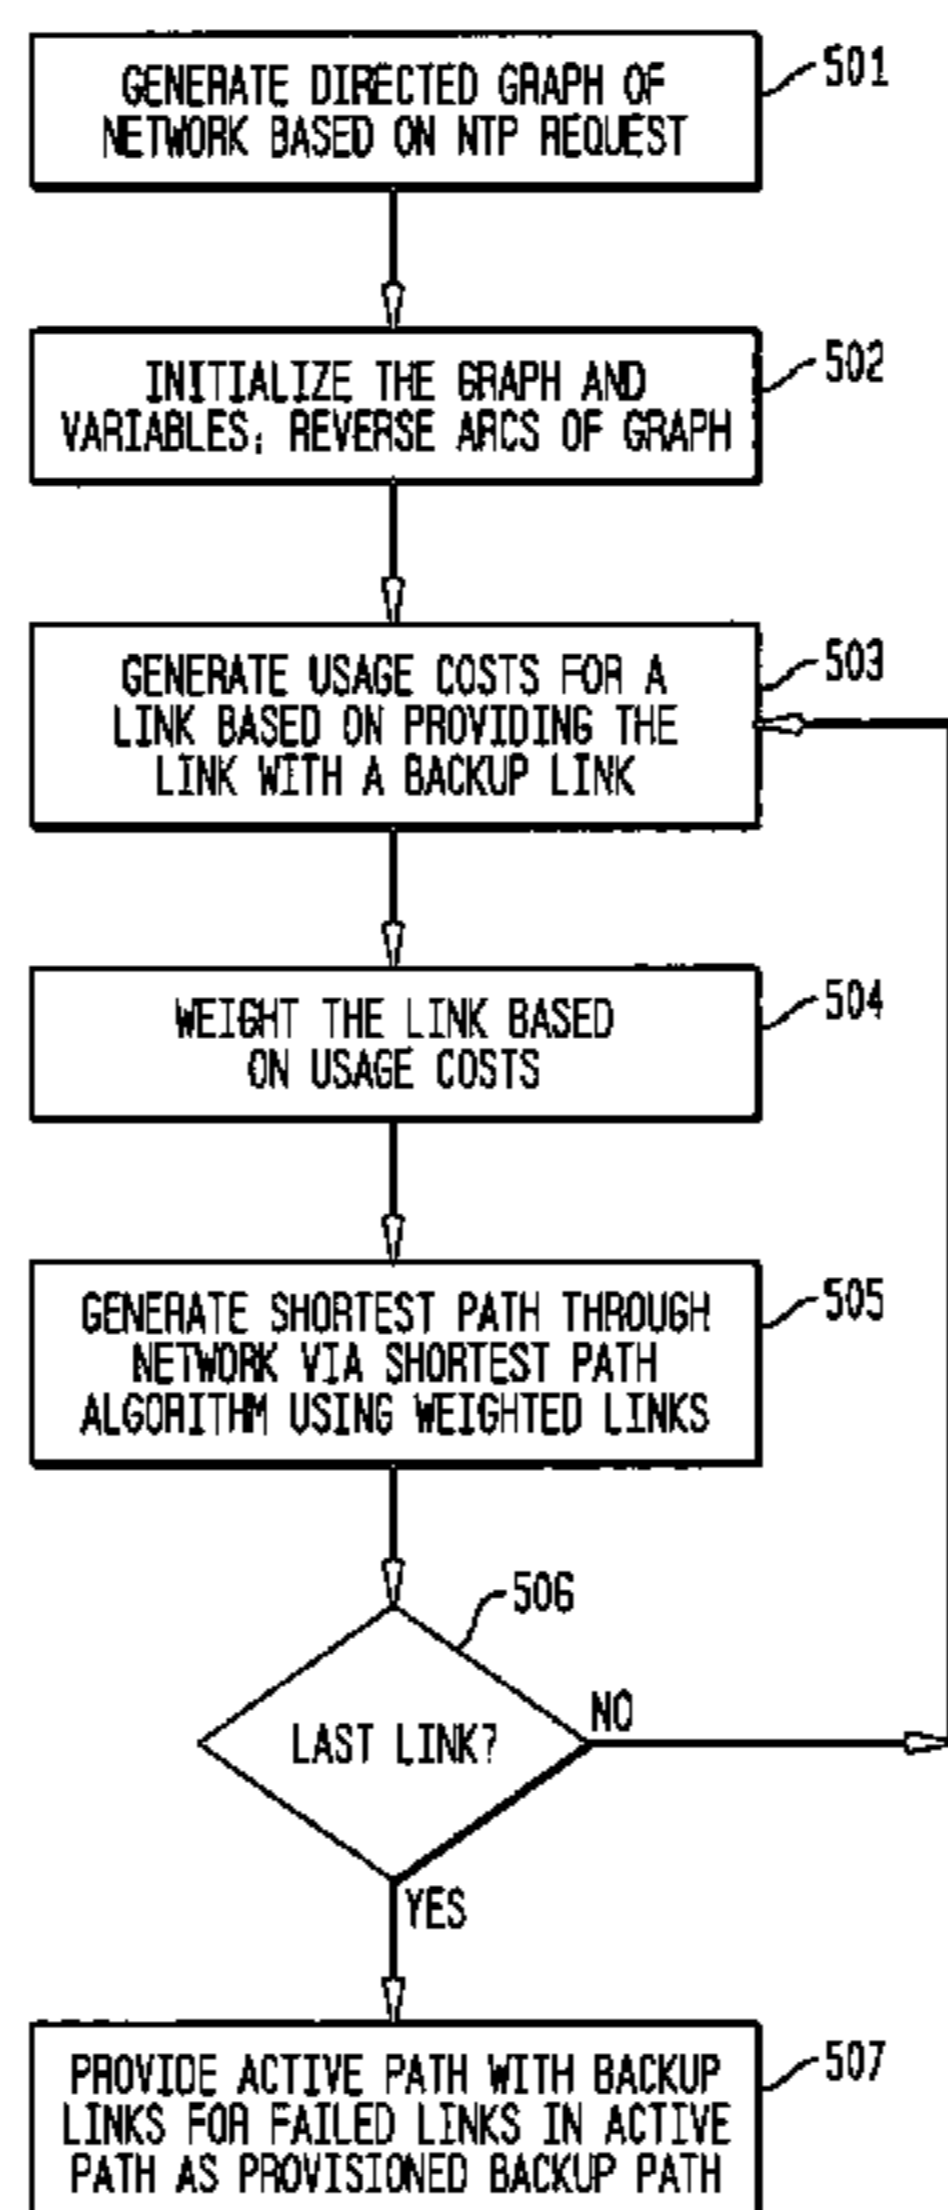 GENERATE DIRECTED GRAPH OF
NETWORK BASED ON NTP REQUEST
501
INITIALIZE THE GRAPH AND
VARIABLES; REVERSE ARCS OF GRAPH
502
GENERATE USAGE COSTS FOR A
LINK BASED ON PROVIDING THE
LINK WITH A BACKUP LINK
503
WEIGHT THE LINK BASED
ON USAGE COSTS
504
GENERATE SHORTEST PATH THROUGH
NETWORK VIA SHORTEST PATH
ALGORITHM USING WEIGHTED LINKS
505
506
LAST LINK?
NO
YES
PROVIDE ACTIVE PATH WITH BACKUP
LINKS FOR FAILED LINKS IN ACTIVE
PATH AS PROVISIONED BACKUP PATH
507